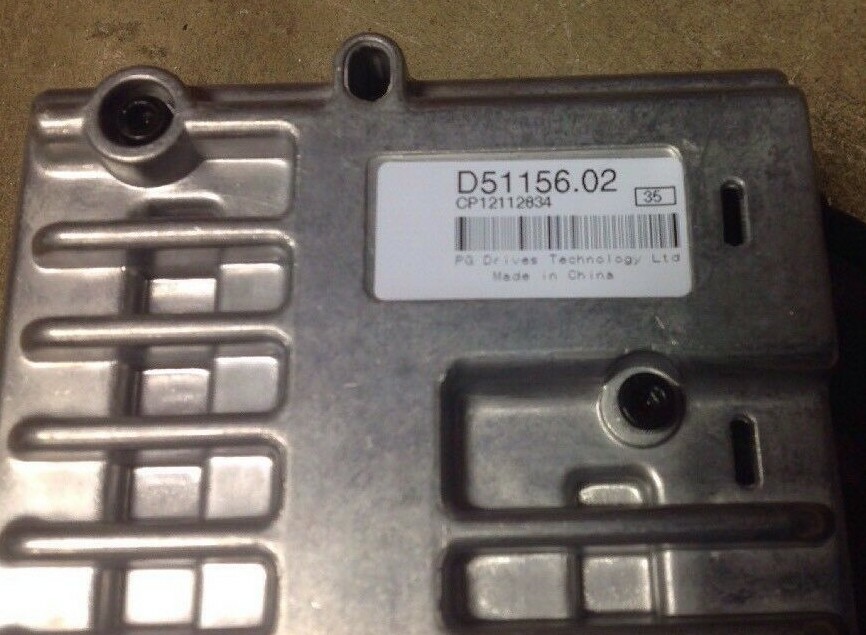 D51156.02
CP12112834
35
PG Drives Technology Ltd
Made in China